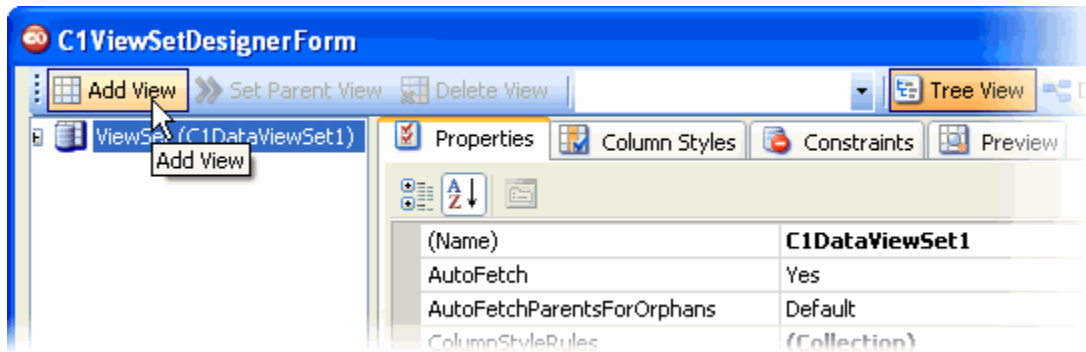 C1ViewSetDesignerForm
Add View Set Parent View Delete View Tree View
ViewSet (C1DataViewSet1)
Add View
Properties Column Styles Constraints Preview
(Name) C1DataViewSet1
AutoFetch Yes
AutoFetchParentsForOrphans Default
ColumnStyleRules (Collection)